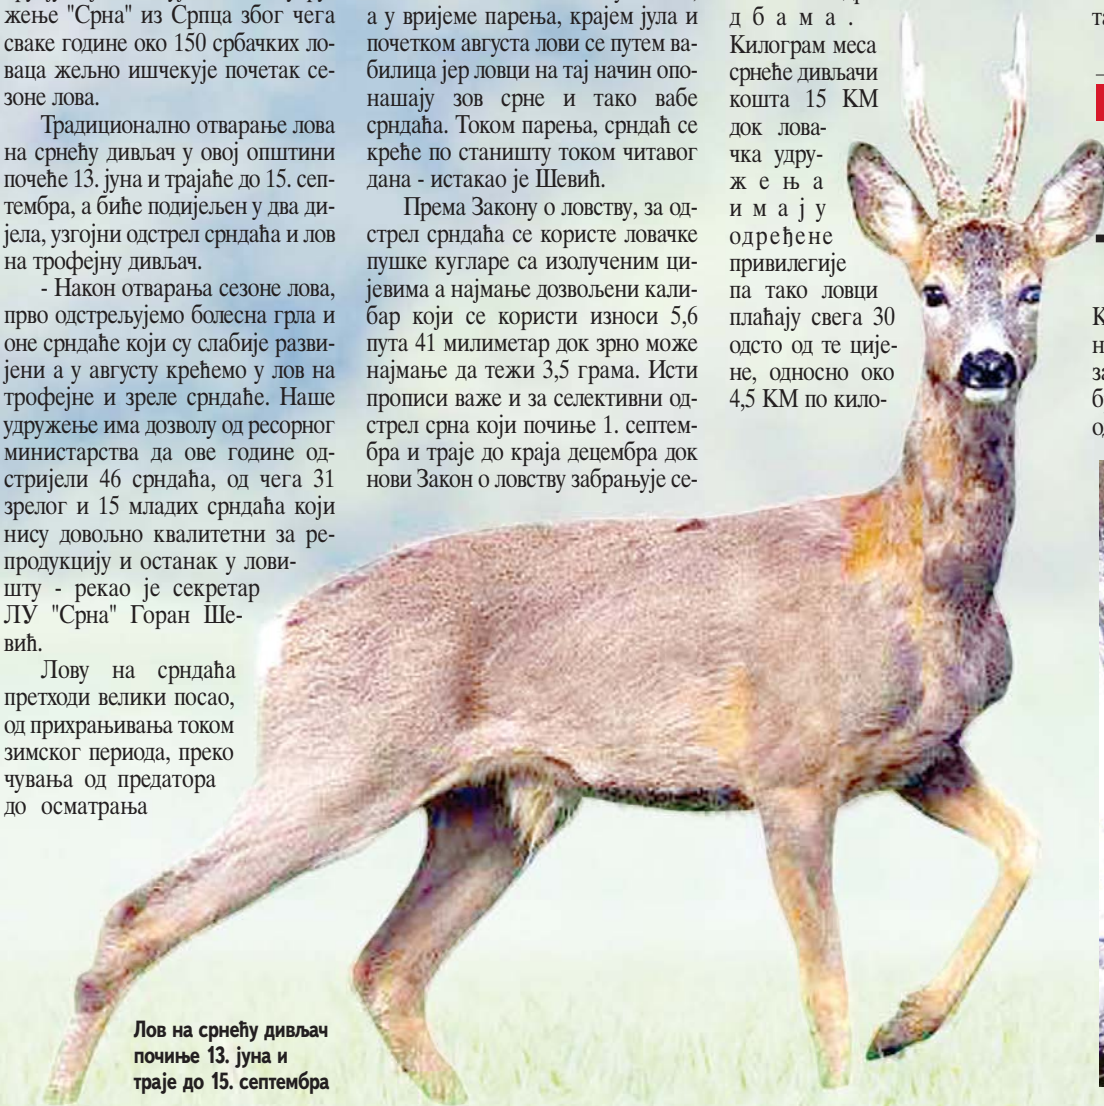 жење "Срна" из Српца због чега
сваке године око 150 србачких ло-
ваца жељно ишчекује почетак се-
зоне лова.
Традиционално отварање лова
на срнећу дивљач у овој општини
почеће 13. јуна и трајаће до 15. сеп-
тембра, а биће подијељен у два ди-
јела, узгојни одстрел срндаћа и лов
на трофејну дивљач.
- Након отварања сезоне лова,
прво одстрељујемо болесна грла и
оне срндаће који су слабије разви-
јени а у августу крећемо у лов на
трофејне и зреле срндаће. Наше
удружење има дозволу од ресорног
министарства да ове године од-
стријели 46 срндаћа, од чега 31
зрелог и 15 младих срндаћа који
нису довољно квалитетни за ре-
продукцију и останак у лови-
шту - рекао је секретар
ЛУ "Срна" Горан Ше-
вић.
Лову на срндаћа
претходи велики посао,
од прихрањивања током
зимског периода, преко
чувања од предатора
до осматрања
а у вријеме парења, крајем јула и
почетком августа лови се путем ва-
билица јер ловци на тај начин опо-
нашају зов срне и тако вабе
срндаћа. Током парења, срндаћ се
креће по станишту током читавог
дана - истакао је Шевић.
Према Закону о ловству, за од-
стрел срндаћа се користе ловачке
пушке кугларе са изолученим ци-
јевима а најмање дозвољени кали-
бар који се користи износи 5,6
пута 41 милиметар док зрно може
најмање да тежи 3,5 грама. Исти
прописи важе и за селективни од-
стрел срна који почиње 1. септем-
бра и траје до краја децембра док
нови Закон о ловству забрањује се-
дбама.
Килограм меса
срнеће дивљачи
кошта 15 КМ
док лова-
чка удру-
жења
имају
одређене
привилегије
па тако ловци
плаћају свега 30
одсто од те ције-
не, односно око
4,5 КМ по кило-
Лов на срнећу дивљач
почиње 13. јуна и
траје до 15. септембра